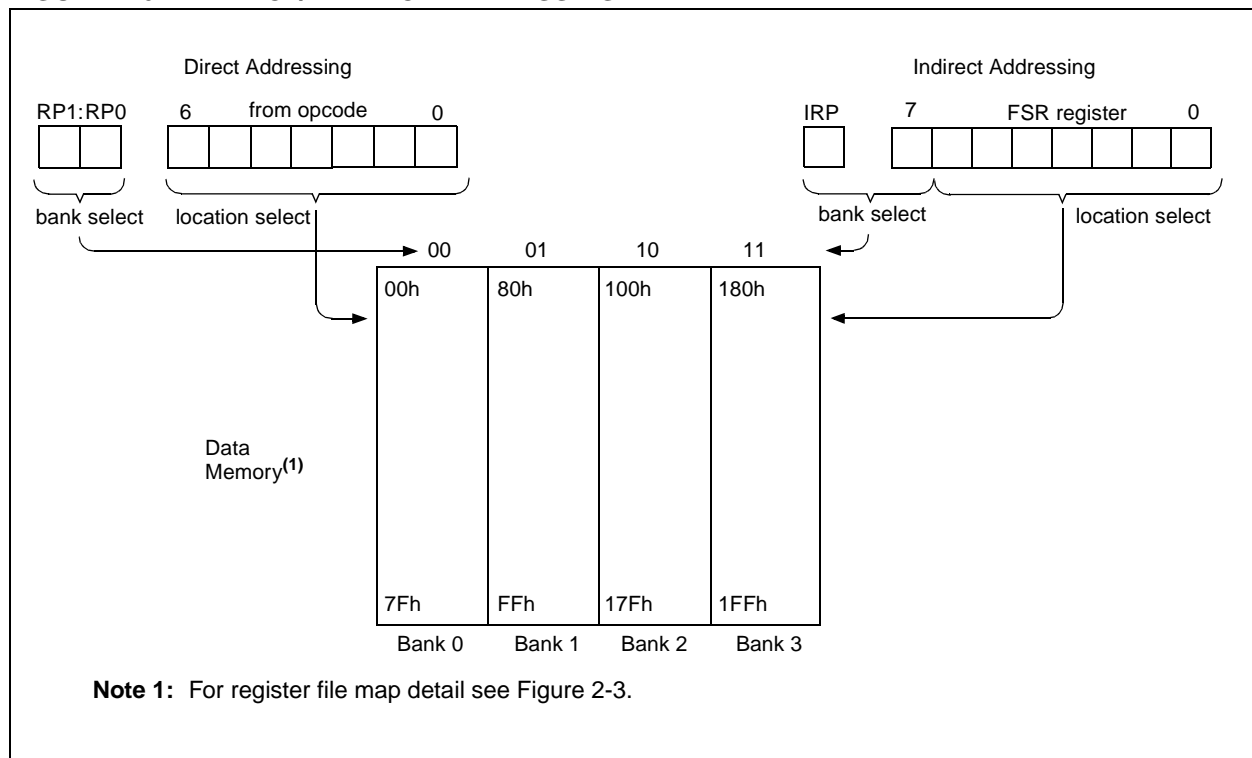 Direct Addressing
Indirect Addressing
RP1:RP0 6 from opcode 0
IRP 7 FSR register 0
bank select location select
bank select location select
00 01 10 11
00h 80h 100h 180h
Data
Memory(1)
7Fh FFh 17Fh 1FFh
Bank 0 Bank 1 Bank 2 Bank 3
Note 1: For register file map detail see Figure 2-3.